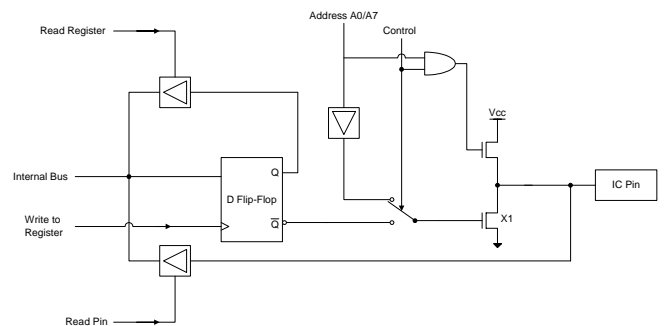 Address A0/A7
Read Register
Control
Vcc
Internal Bus
Q
IC Pin
D Flip-Flop
Write to
Register
Q̅
X1
Read Pin